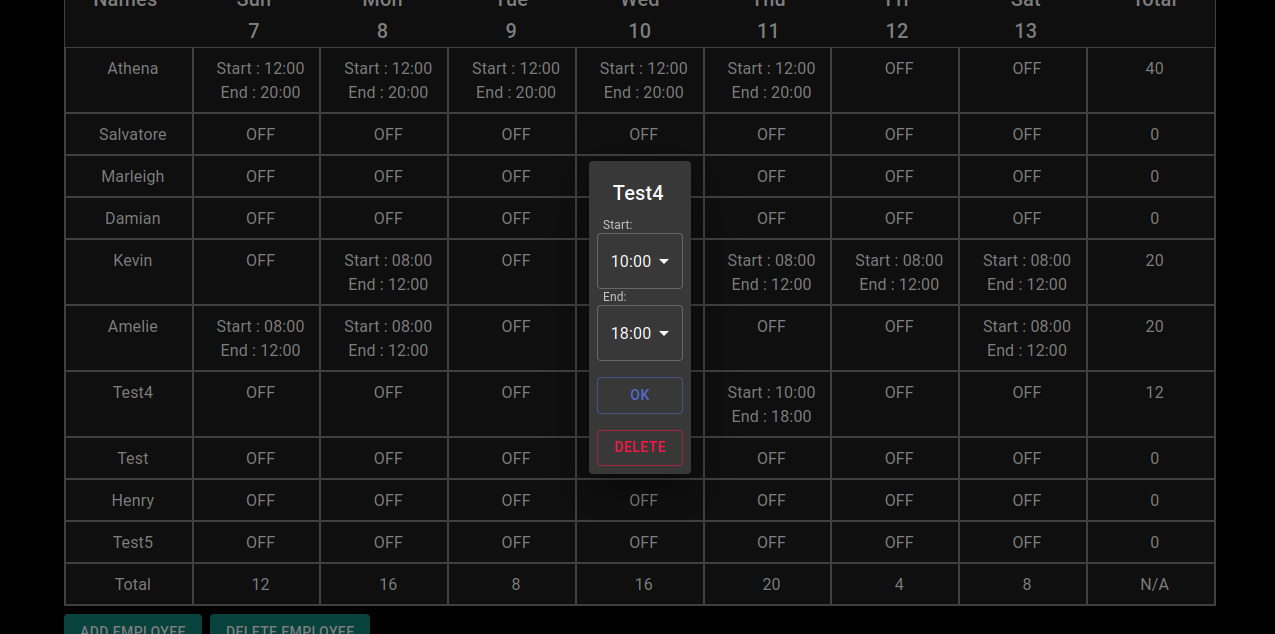 Names Sun Mon Tue Wed Thu Fri Sat Total
7 8 9 10 11 12 13
Athena Start : 12:00 Start : 12:00 Start : 12:00 Start : 12:00 Start : 12:00 OFF OFF 40
End : 20:00 End : 20:00 End : 20:00 End : 20:00 End : 20:00
Salvatore OFF OFF OFF OFF OFF OFF OFF 0
Marleigh OFF OFF OFF OFF OFF OFF 0
Test4
Damian OFF OFF OFF OFF OFF OFF 0
Start:
Kevin OFF Start : 08:00 OFF 10:00 Start : 08:00 Start : 08:00 Start : 08:00 20
End : 12:00 End : 12:00 End : 12:00 End : 12:00
End:
Amelie Start : 08:00 Start : 08:00 OFF 18:00 OFF OFF Start : 08:00 20
End : 12:00 End : 12:00 End : 12:00
Test4 OFF OFF OFF OK Start : 10:00 OFF OFF 12
End : 18:00
DELETE
Test OFF OFF OFF OFF OFF OFF 0
Henry OFF OFF OFF OFF OFF OFF OFF 0
Test5 OFF OFF OFF OFF OFF OFF OFF 0
Total 12 16 8 16 20 4 8 N/A
ADD EMPLOYEE DELETE EMPLOYEE